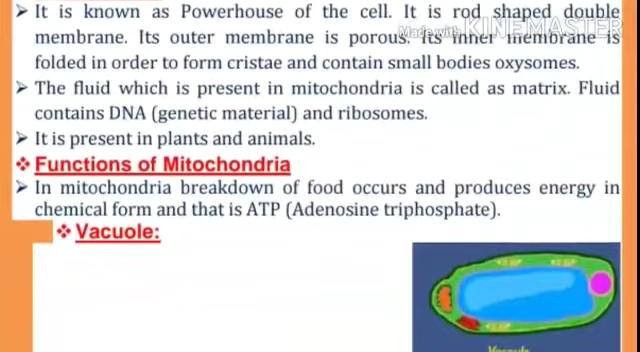 It is known as Powerhouse of the cell. It is rod shaped double
membrane. Its outer membrane is porous. Its inner membrane is
folded in order to form cristae and contain small bodies oxysomes.
The fluid which is present in mitochondria is called as matrix. Fluid
contains DNA (genetic material) and ribosomes.
It is present in plants and animals.
Functions of Mitochondria
In mitochondria breakdown of food occurs and produces energy in
chemical form and that is ATP (Adenosine triphosphate).
Vacuole:
Made with KINEMASTER
Vacuole